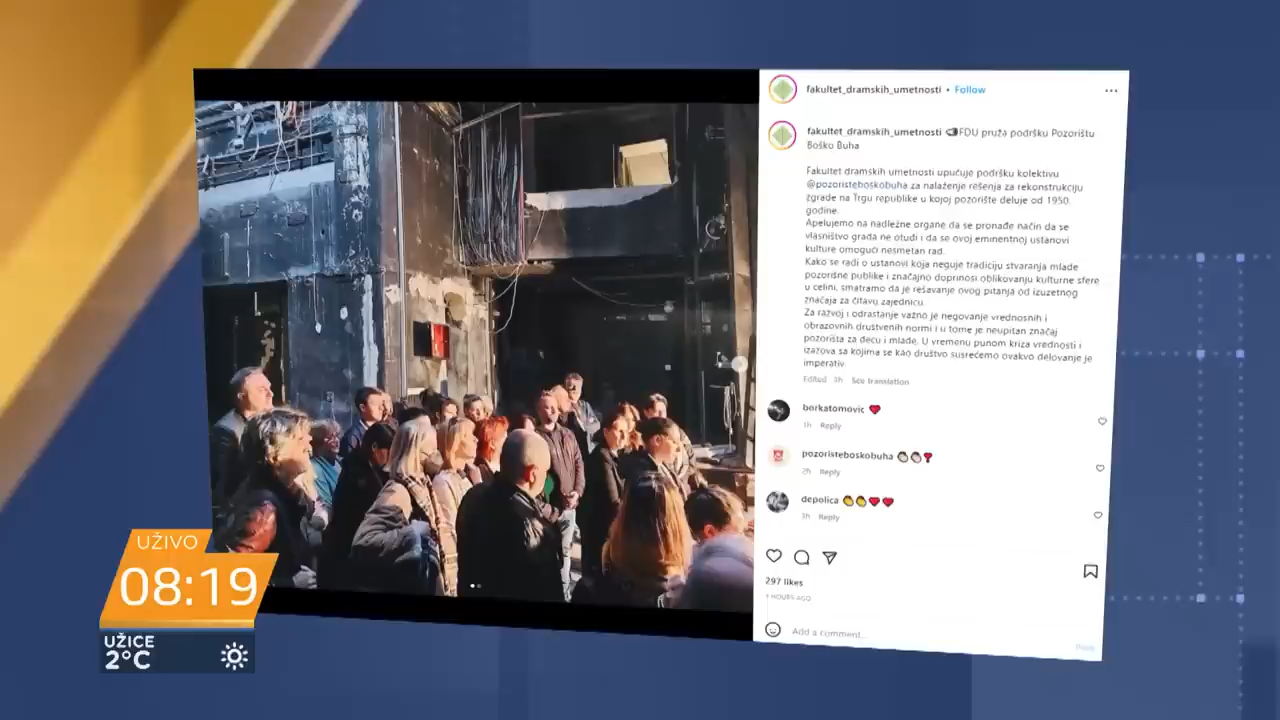 fakultet_dramskih_umetnosti • Follow
fakultet_dramskih_umetnosti FDU pruža podršku Pozorištu
Boško Buha
Fakultet dramskih umetnosti upućuje podršku kolektivu
@pozoristeboskobuha za nalaženje rešenja za rekonstrukciju
zgrade na Trgu republike u kojoj pozorište deluje od 1950.
godine.
Apelujemo na nadležne organe da se pronađe način da se
vlasništvo grada ne otuđi i da se ovoj eminentnoj ustanovi
kulture omogući nesmetan rad.
Kako se radi o ustanovi koja neguje tradiciju stvaranja mlade
pozorišne publike i značajno doprinosi oblikovanju kulturne sfere
u celini, smatramo da je rešavanje ovog pitanja od izuzetnog
značaja za čitavu zajednicu.
Za razvoj i odrastanje važno je negovanje vrednosnih i
obrazovnih društvenih normi i u tome je neupitan značaj
pozorišta za decu i mlade. U vremenu punom kriza vrednosti i
izazova sa kojima se kao društvo susrećemo ovakvo delovanje je
imperativ.
Edited 3h See translation
borkatomovic
1h Reply
pozoristeboskobuha
2h Reply
depolica
3h Reply
297 likes
HOURS AGO
Add a comment...
Post
UŽIVO
08:19
UŽICE
2°C